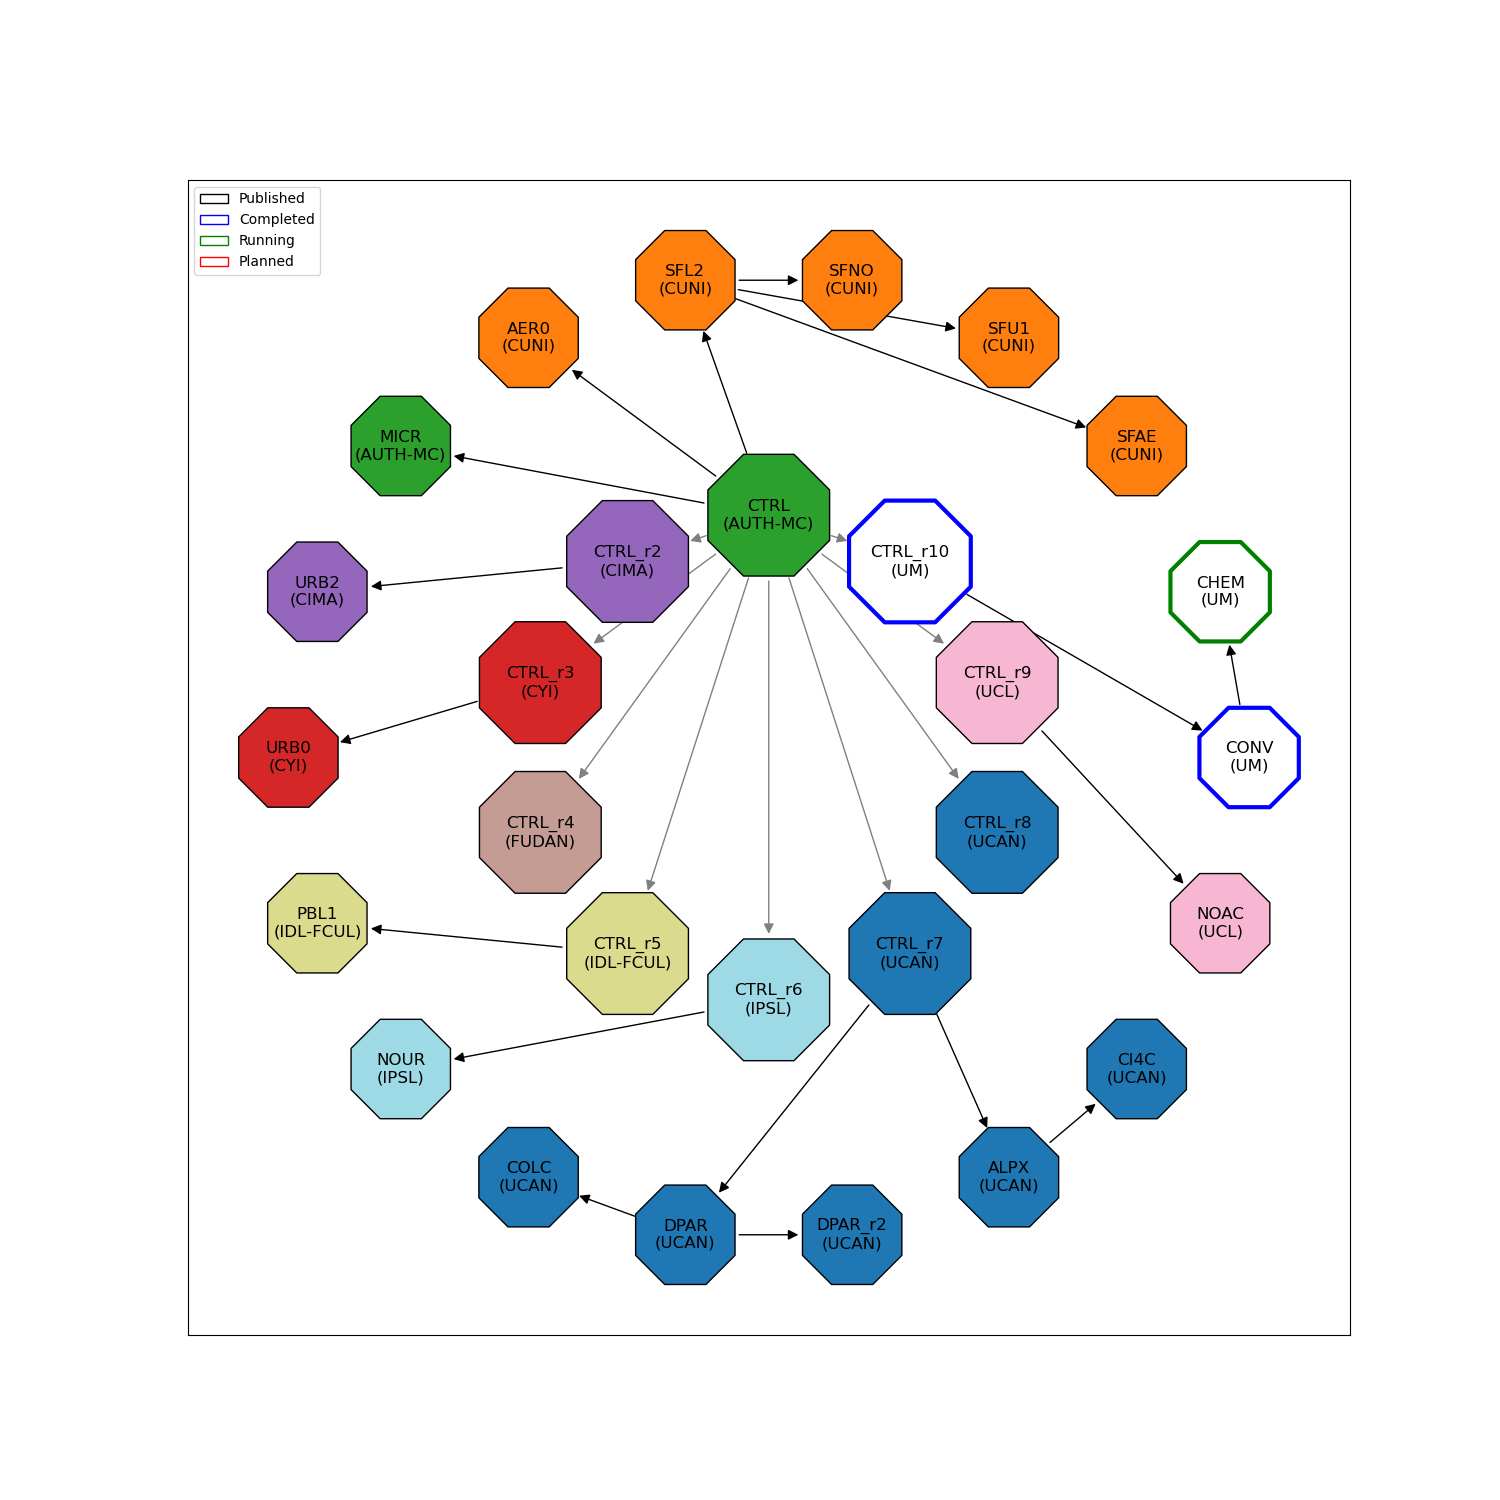 Published
Completed
Running
Planned
SFL2
(CUNI)
SFNO
(CUNI)
AER0
(CUNI)
SFU1
(CUNI)
MICR
(AUTH-MC)
SFAE
(CUNI)
CTRL
(AUTH-MC)
CTRL_r2
(CIMA)
CTRL_r10
(UM)
URB2
(CIMA)
CHEM
(UM)
CTRL_r3
(CYI)
CTRL_r9
(UCL)
URB0
(CYI)
CONV
(UM)
CTRL_r4
(FUDAN)
CTRL_r8
(UCAN)
PBL1
(IDL-FCUL)
CTRL_r5
(IDL-FCUL)
CTRL_r7
(UCAN)
NOAC
(UCL)
CTRL_r6
(IPSL)
NOUR
(IPSL)
CI4C
(UCAN)
COLC
(UCAN)
ALPX
(UCAN)
DPAR
(UCAN)
DPAR_r2
(UCAN)